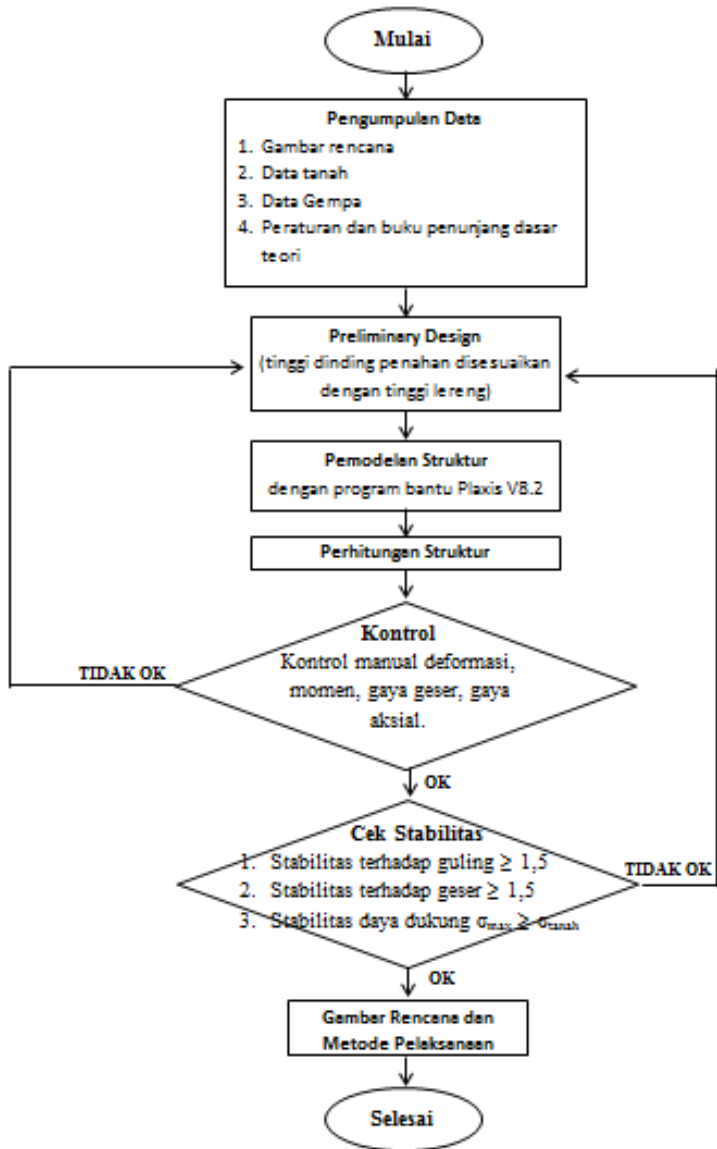 Mulai
Pengumpulan Data
1. Gambar rencana
2. Data tanah
3. Data Gempa
4. Peraturan dan buku penunjang dasar
teori
Preliminary Design
(tinggi dinding penahan disesuaikan
dengan tinggi lereng)
Pemodelan Struktur
dengan program bantu Plaxis V8.2
Perhitungan Struktur
Kontrol
Kontrol manual deformasi,
momen, gaya geser, gaya
aksial.
TIDAK OK
OK
Cek Stabilitas
1. Stabilitas terhadap guling ≥ 1,5
2. Stabilitas terhadap geser ≥ 1,5
3. Stabilitas daya dukung σmax ≥ σtanah
TIDAK OK
OK
Gambar Rencana dan
Metode Pelaksanaan
Selesai